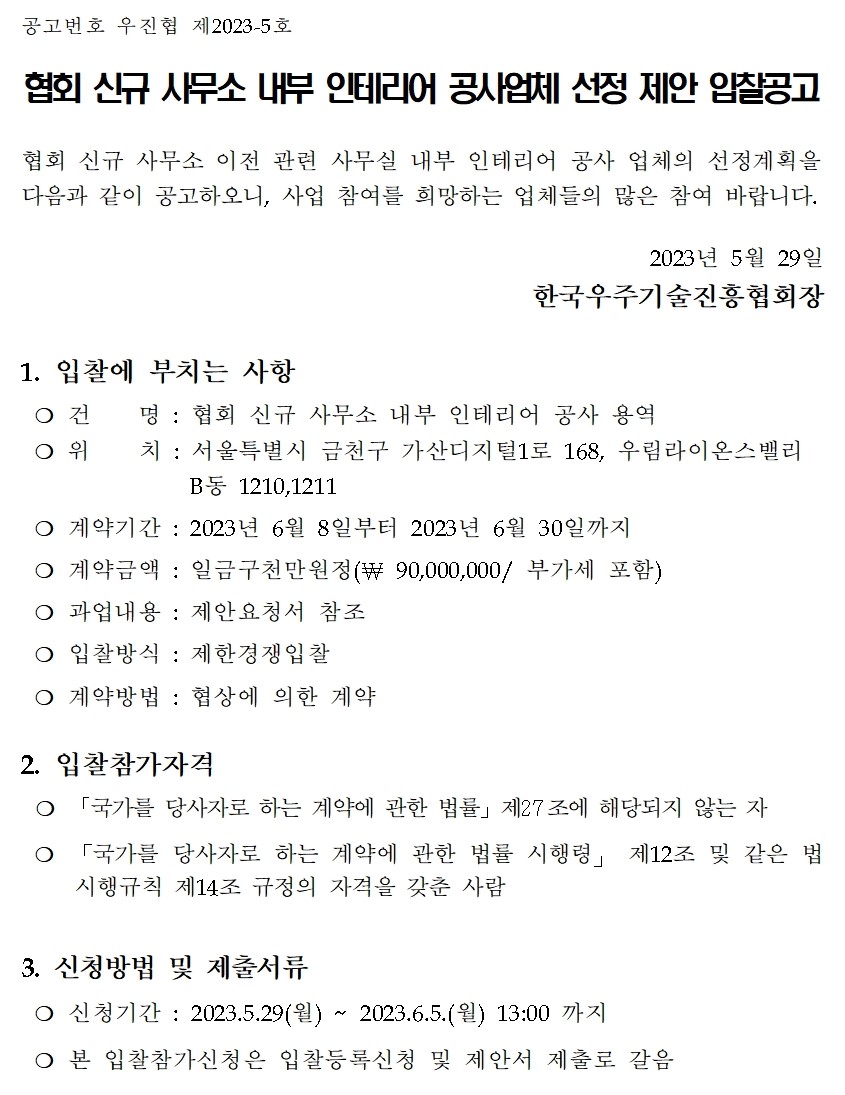 공고번호 우진협 제2023-5호
협회 신규 사무소 내부 인테리어 공사업체 선정 제안 입찰공고
협회 신규 사무소 이전 관련 사무실 내부 인테리어 공사 업체의 선정계획을
다음과 같이 공고하오니, 사업 참여를 희망하는 업체들의 많은 참여 바랍니다.
2023년 5월 29일
한국우주기술진흥협회장
1. 입찰에 부치는 사항
❍ 건 명 : 협회 신규 사무소 내부 인테리어 공사 용역
❍ 위 치 : 서울특별시 금천구 가산디지털1로 168, 우림라이온스밸리
B동 1210,1211
❍ 계약기간 : 2023년 6월 8일부터 2023년 6월 30일까지
❍ 계약금액 : 일금구천만원정(₩ 90,000,000/ 부가세 포함)
❍ 과업내용 : 제안요청서 참조
❍ 입찰방식 : 제한경쟁입찰
❍ 계약방법 : 협상에 의한 계약
2. 입찰참가자격
❍ 「국가를 당사자로 하는 계약에 관한 법률」제27조에 해당되지 않는 자
❍ 「국가를 당사자로 하는 계약에 관한 법률 시행령」 제12조 및 같은 법
시행규칙 제14조 규정의 자격을 갖춘 사람
3. 신청방법 및 제출서류
❍ 신청기간 : 2023.5.29(월) ~ 2023.6.5.(월) 13:00 까지
❍ 본 입찰참가신청은 입찰등록신청 및 제안서 제출로 갈음